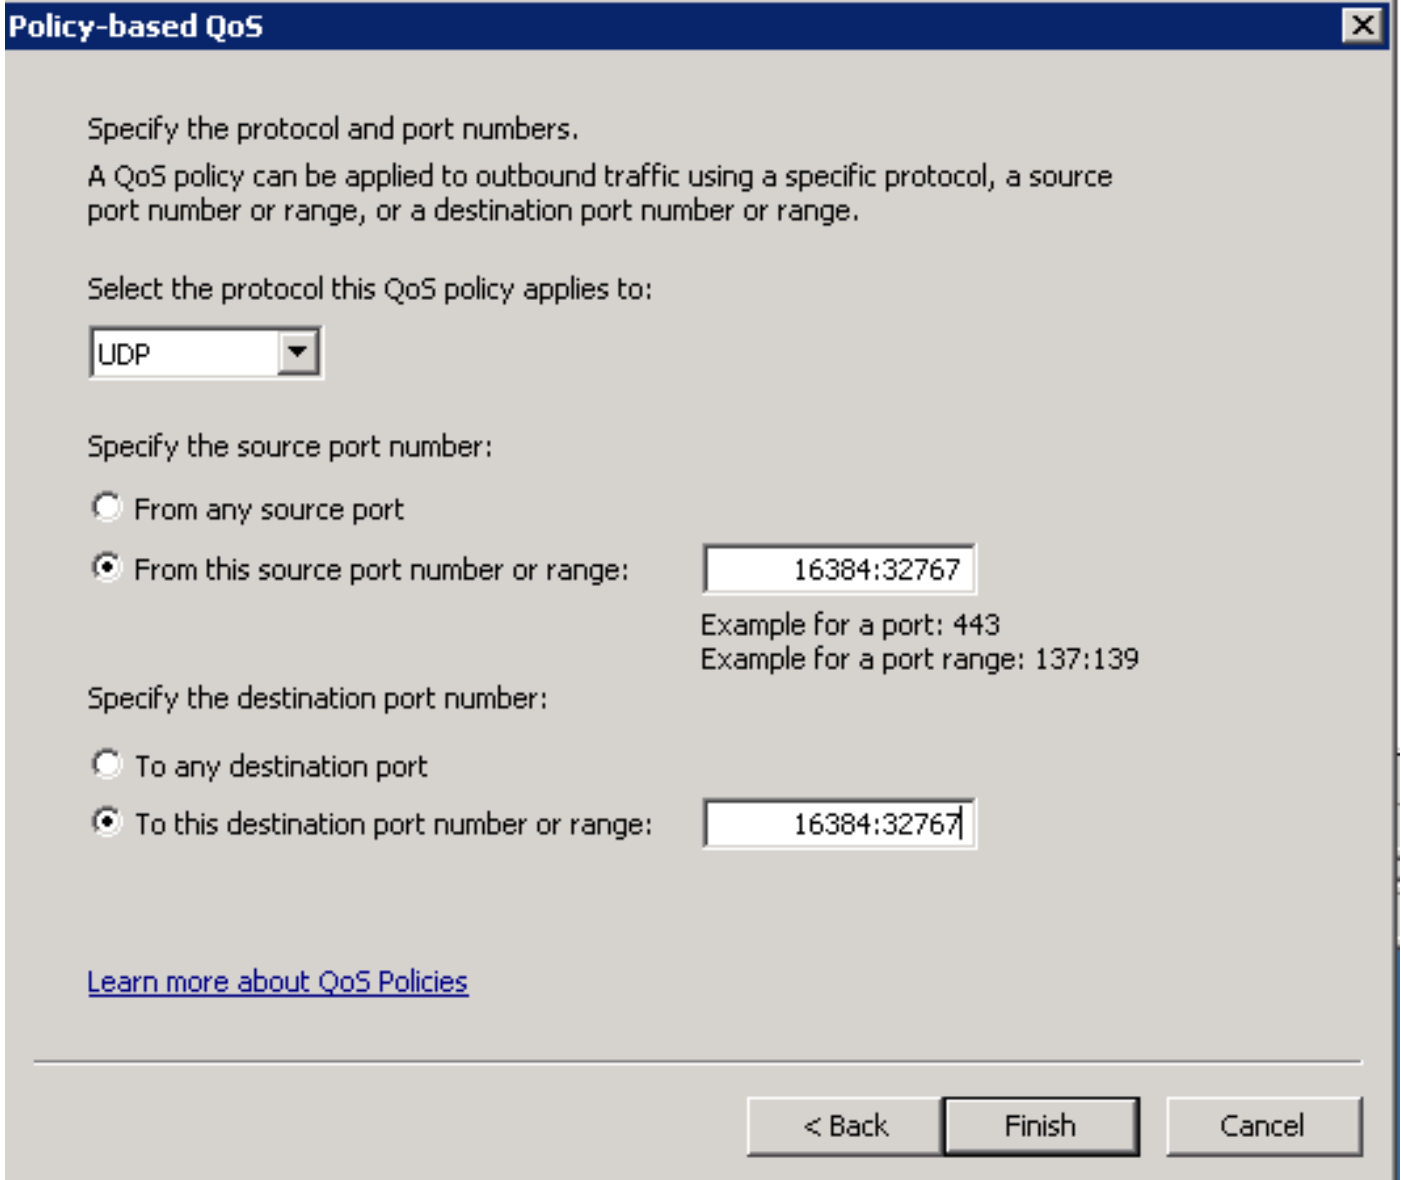 Policy-based QoS
Specify the protocol and port numbers.
A QoS policy can be applied to outbound traffic using a specific protocol, a source
port number or range, or a destination port number or range.
Select the protocol this QoS policy applies to:
UDP
Specify the source port number:
From any source port
From this source port number or range:
16384:32767
Example for a port: 443
Example for a port range: 137:139
Specify the destination port number:
To any destination port
To this destination port number or range:
16384:32767
Learn more about QoS Policies
< Back
Finish
Cancel